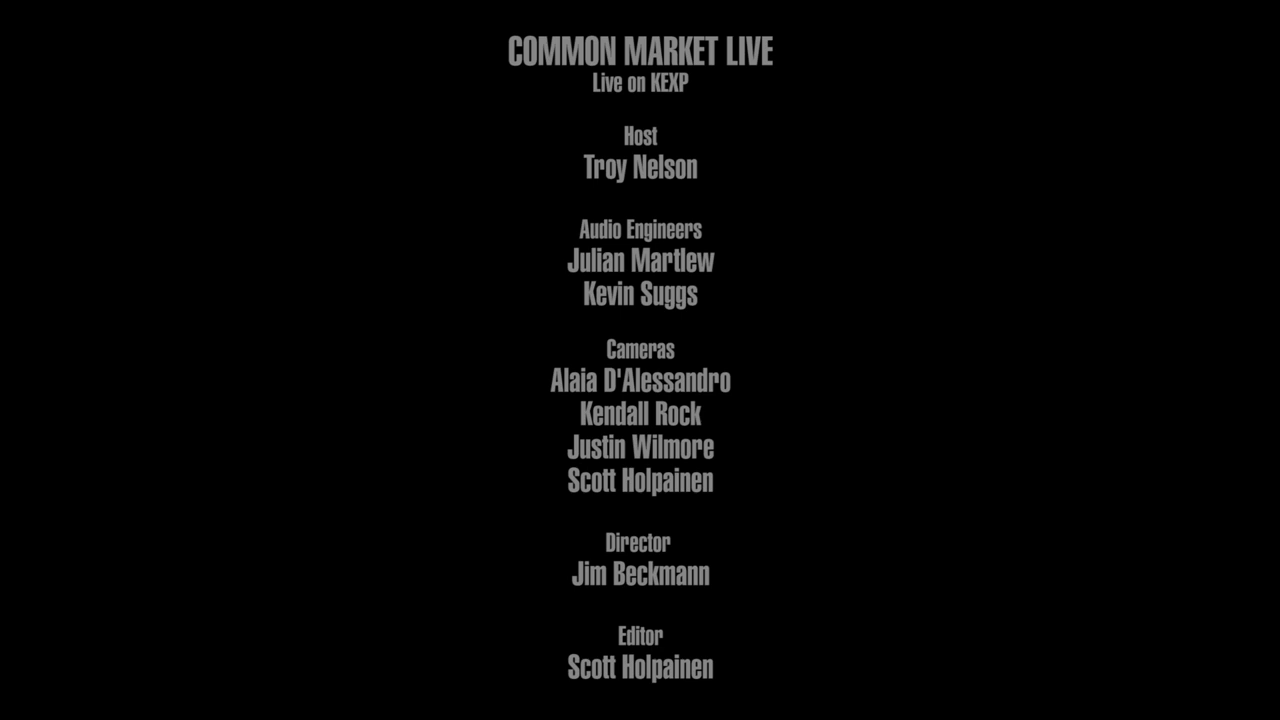 COMMON MARKET LIVE
Live on KEXP
Host
Troy Nelson
Audio Engineers
Julian Martlew
Kevin Suggs
Cameras
Alaia D'Alessandro
Kendall Rock
Justin Wilmore
Scott Holpainen
Director
Jim Beckmann
Editor
Scott Holpainen